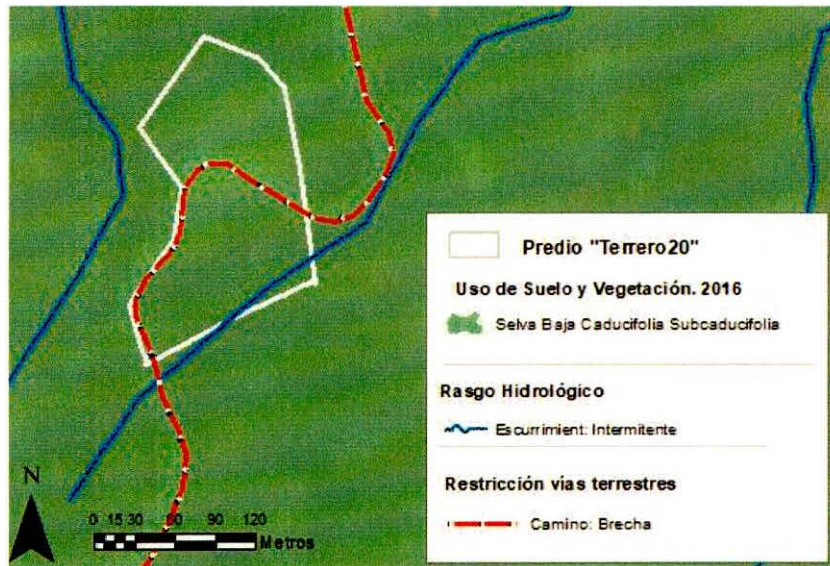 Predio "Terrero20"
Uso de Suelo y Vegetación. 2016
Selva Baja Caducifolia Subcaducifolia
Rasgo Hidrológico
Escurrimient: Intermitente
Restricción vías terrestres
Camino: Brecha
N
0 15 30 60 90 120
Metros